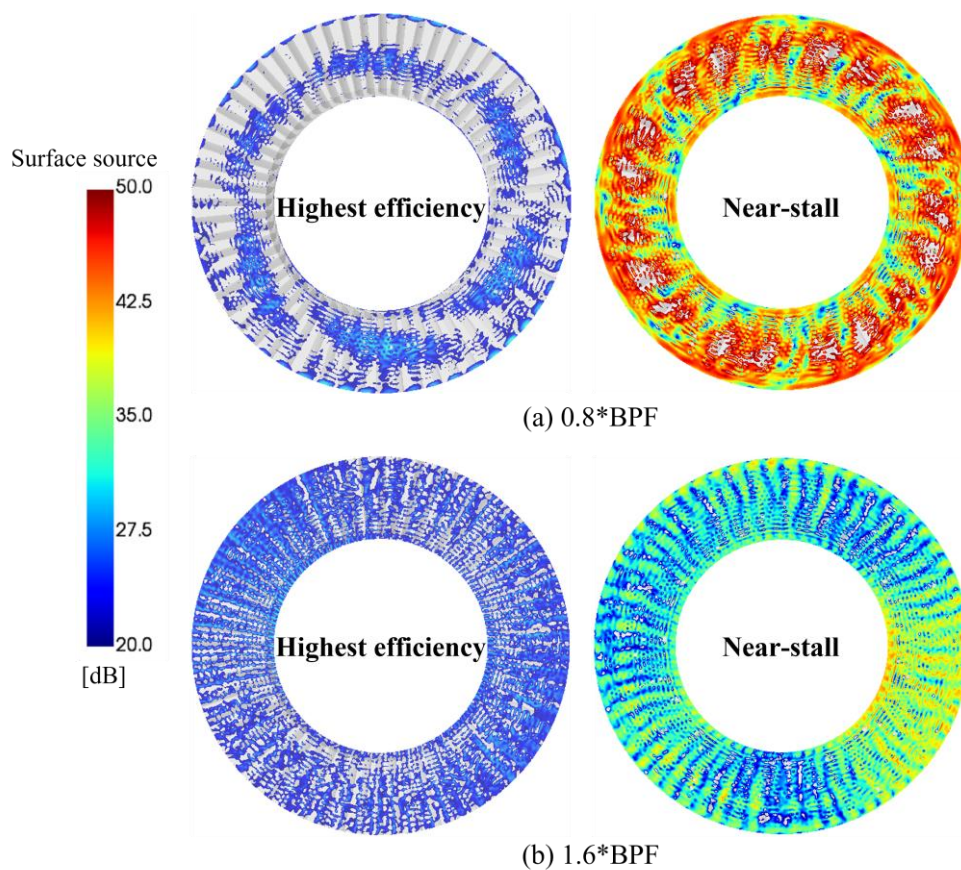 Surface source
50.0
42.5
35.0
27.5
20.0
[dB]
Highest efficiency
Near-stall
(a) 0.8*BPF
Highest efficiency
Near-stall
(b) 1.6*BPF